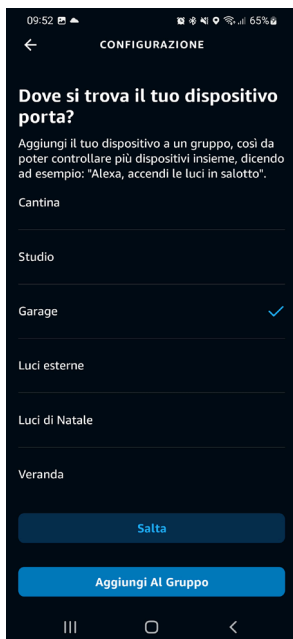 09:52 65%
CONFIGURAZIONE
Dove si trova il tuo dispositivo
porta?
Aggiungi il tuo dispositivo a un gruppo, così da
poter controllare più dispositivi insieme, dicendo
ad esempio: "Alexa, accendi le luci in salotto".
Cantina
Studio
Garage
Luci esterne
Luci di Natale
Veranda
Salta
Aggiungi Al Gruppo